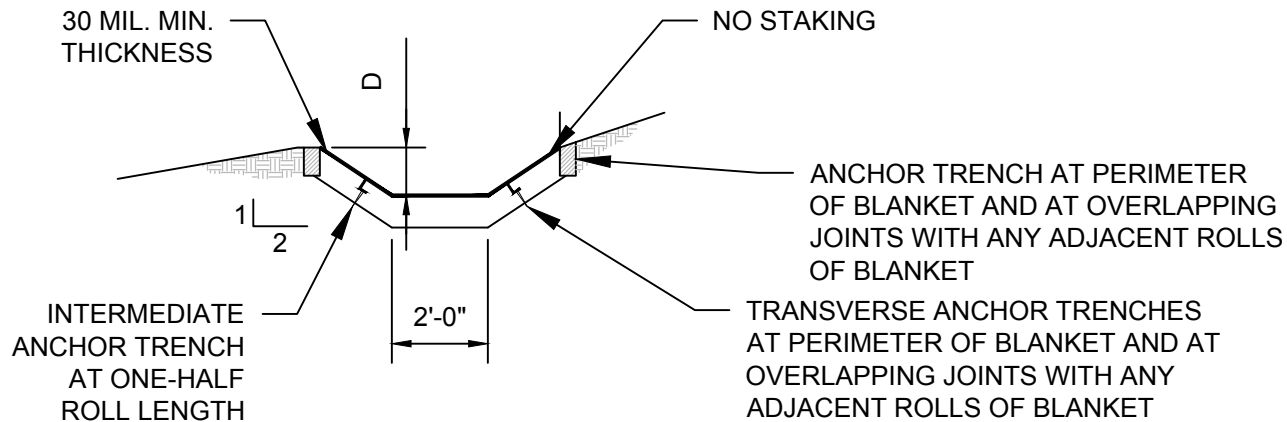 30 MIL. MIN.
THICKNESS
D
NO STAKING
ANCHOR TRENCH AT PERIMETER
OF BLANKET AND AT OVERLAPPING
JOINTS WITH ANY ADJACENT ROLLS
OF BLANKET
1
2
INTERMEDIATE
ANCHOR TRENCH
AT ONE-HALF
ROLL LENGTH
2'-0"
TRANSVERSE ANCHOR TRENCHES
AT PERIMETER OF BLANKET AND AT
OVERLAPPING JOINTS WITH ANY
ADJACENT ROLLS OF BLANKET